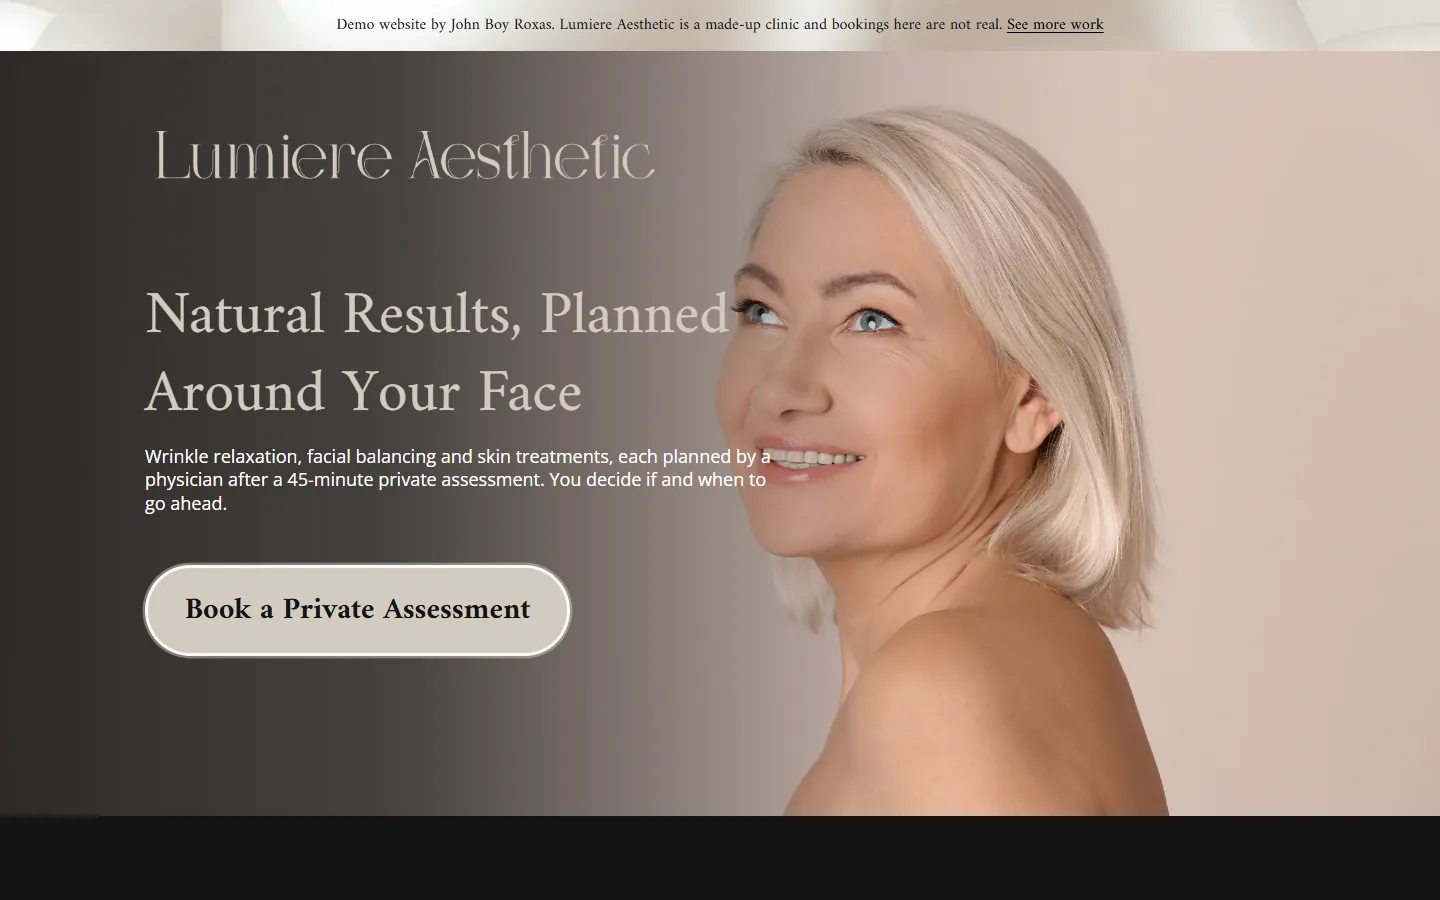 Demo website by John Boy Roxas. Lumiere Aesthetic is a made-up clinic and bookings here are not real. See more work
Lumiere Aesthetic
Natural Results, Planned
Around Your Face
Wrinkle relaxation, facial balancing and skin treatments, each planned by a
physician after a 45-minute private assessment. You decide if and when to
go ahead.
Book a Private Assessment